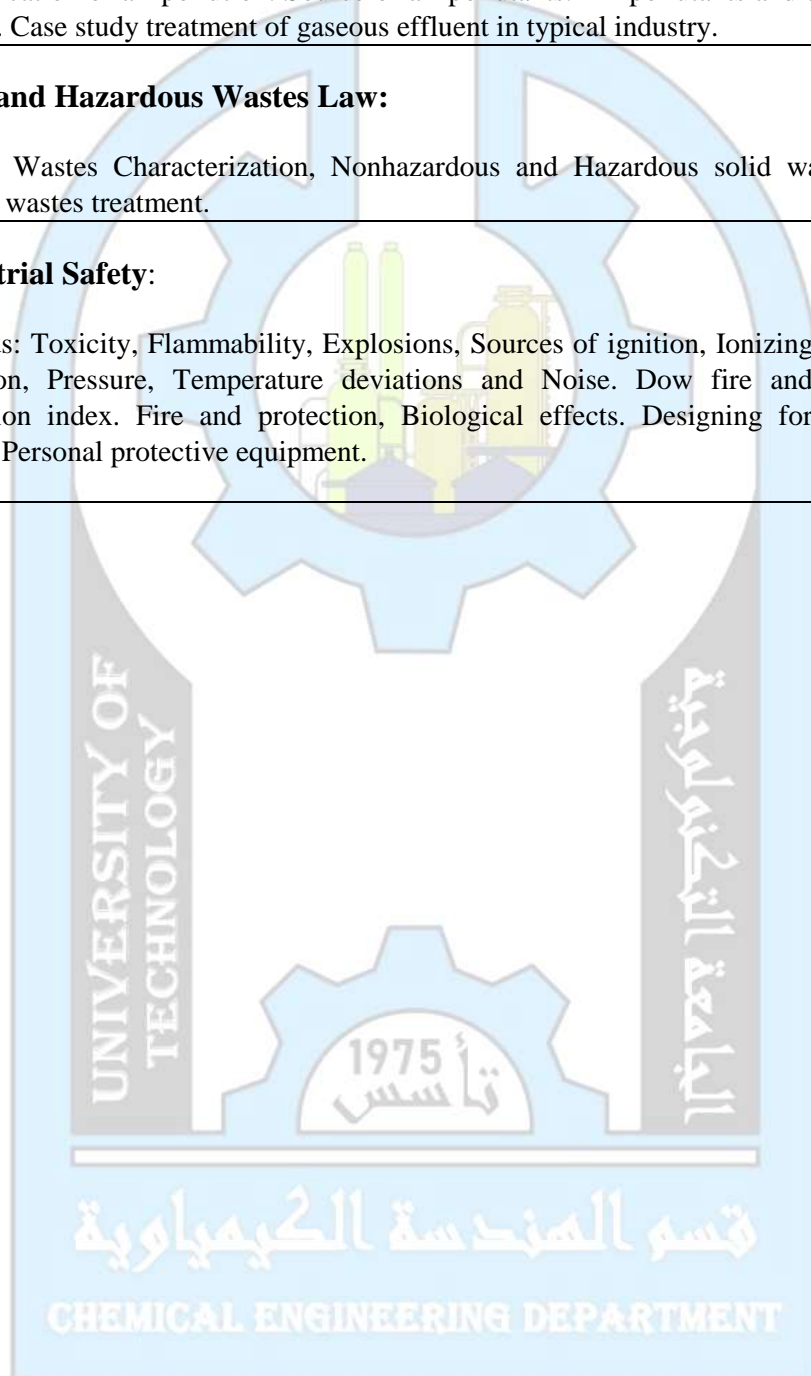 . Case study treatment of gaseous effluent in typical industry.
and Hazardous Wastes Law:
Wastes Characterization, Nonhazardous and Hazardous solid
wastes treatment.
trial Safety:
s: Toxicity, Flammability, Explosions, Sources of ignition, Ionizing
on, Pressure, Temperature deviations and Noise. Dow fire and
ion index. Fire and protection, Biological effects. Designing for
Personal protective equipment.
UNIVERSITY OF
TECHNOLOGY
الجامعة التكنولوجية
1975
تأسس
قسم الهندسة الكيمياوية
CHEMICAL ENGINEERING DEPARTMENT